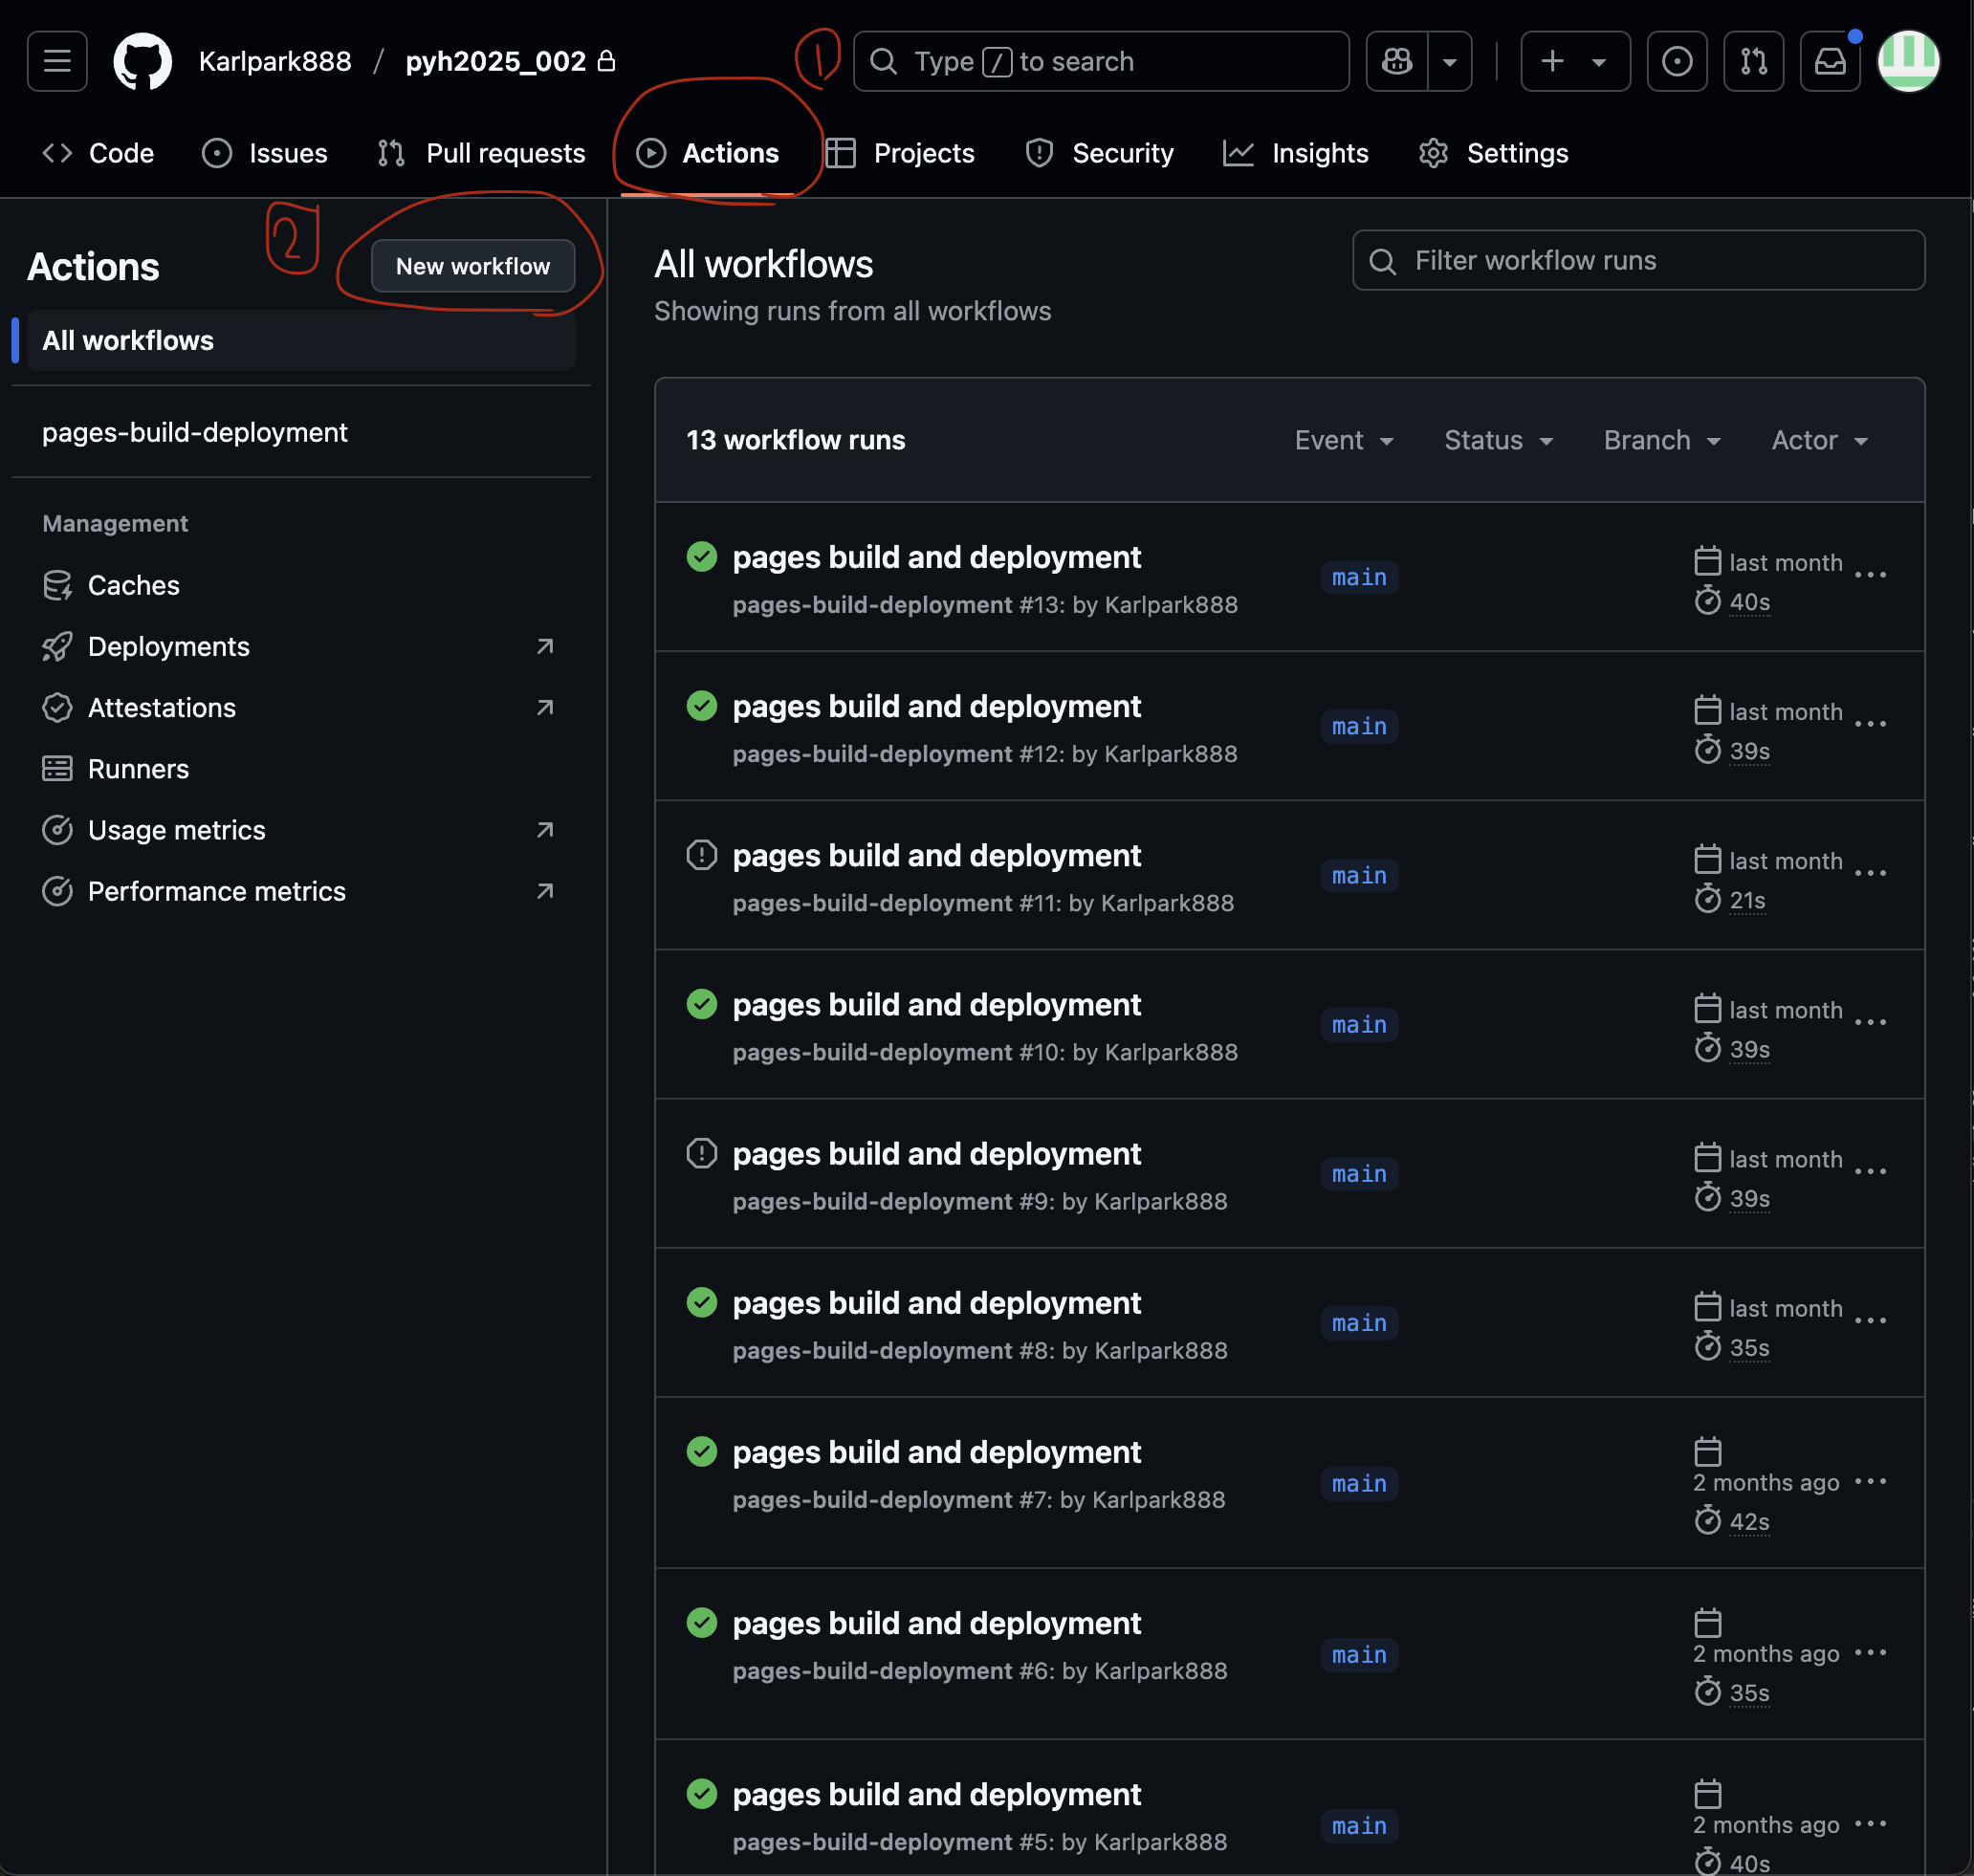 Karlpark888 / pyh2025_002
1
Type / to search
Code
Issues
Pull requests
Actions
Projects
Security
Insights
Settings
2
Actions
New workflow
All workflows
pages-build-deployment
Management
Caches
Deployments
Attestations
Runners
Usage metrics
Performance metrics
All workflows
Showing runs from all workflows
Filter workflow runs
13 workflow runs
Event
Status
Branch
Actor
pages build and deployment
pages-build-deployment #13: by Karlpark888
main
last month
40s
pages build and deployment
pages-build-deployment #12: by Karlpark888
main
last month
39s
pages build and deployment
pages-build-deployment #11: by Karlpark888
main
last month
21s
pages build and deployment
pages-build-deployment #10: by Karlpark888
main
last month
39s
pages build and deployment
pages-build-deployment #9: by Karlpark888
main
last month
39s
pages build and deployment
pages-build-deployment #8: by Karlpark888
main
last month
35s
pages build and deployment
pages-build-deployment #7: by Karlpark888
main
2 months ago
42s
pages build and deployment
pages-build-deployment #6: by Karlpark888
main
2 months ago
35s
pages build and deployment
pages-build-deployment #5: by Karlpark888
main
2 months ago
40s